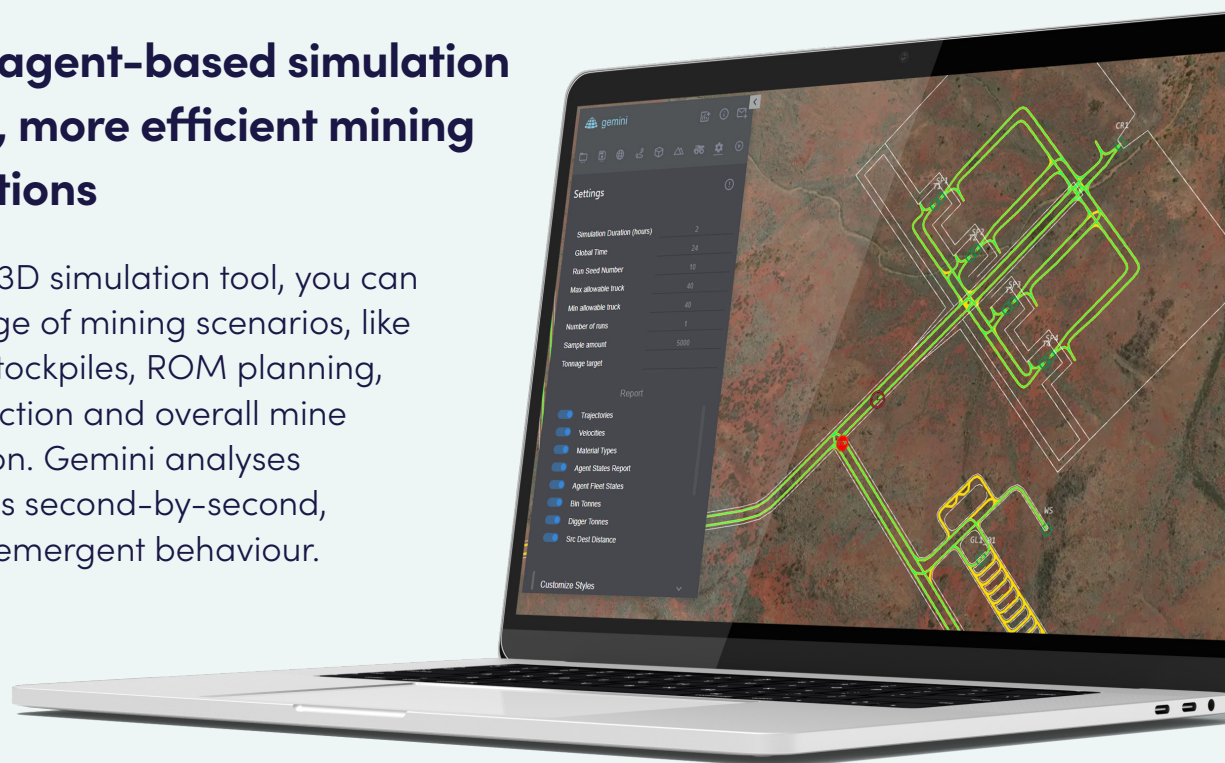 agent-based simulation
, more efficient mining
tions
3D simulation tool, you can
ge of mining scenarios, like
tockpiles, ROM planning,
ction and overall mine
on. Gemini analyses
s second-by-second,
emergent behaviour.
gemini
Settings
Simulation Duration (hours) 2
Global Time 24
Run Seed Number 10
Max allowable truck 40
Min allowable truck 40
Number of runs 1
Sample amount 5000
Tonnage target
Report
Trajectories
Velocities
Material Types
Agent States Report
Agent Fleet States
Bin Tonnes
Digger Tonnes
Src Dest Distance
Customize Styles
CR1
SP1
SP2
SP3
SP4
WS